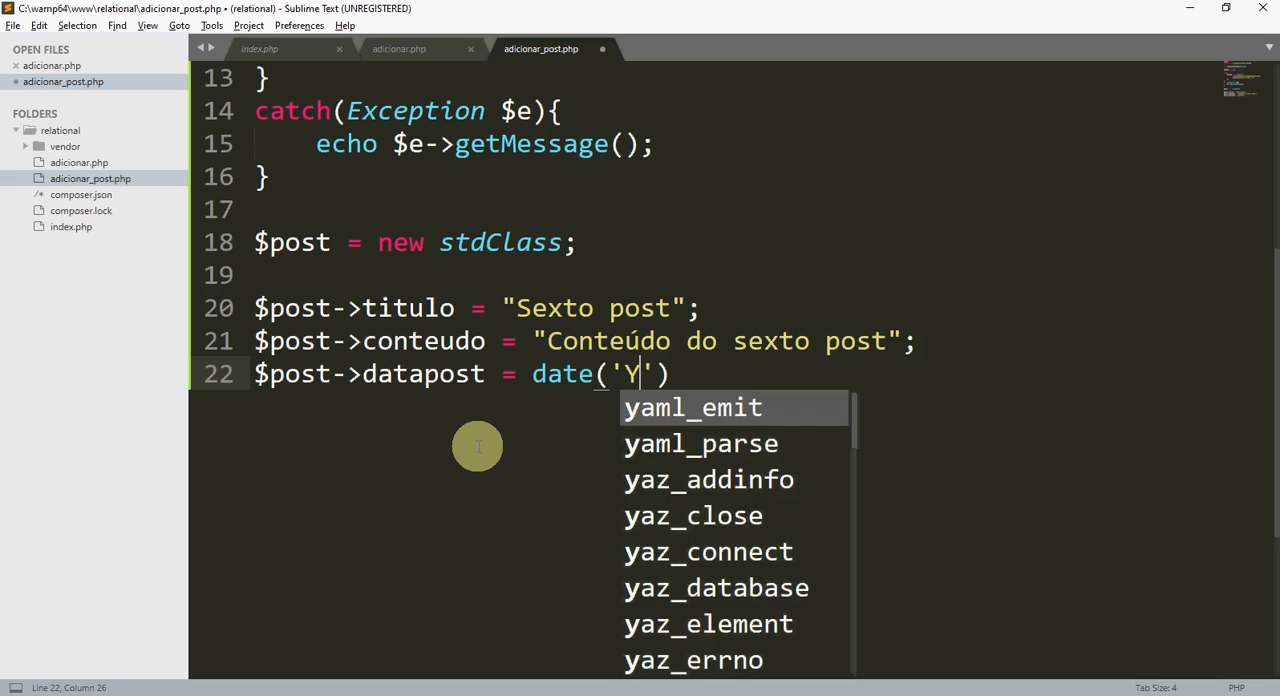 C:\wamp64\www\relational\adicionar_post.php • (relational) - Sublime Text (UNREGISTERED)
File Edit Selection Find View Goto Tools Project Preferences Help
OPEN FILES
adicionar.php
adicionar_post.php
FOLDERS
relational
vendor
adicionar.php
adicionar_post.php
/* composer.json
composer.lock
index.php
index.php adicionar.php adicionar_post.php
13 }
14 catch(Exception $e){
15 echo $e->getMessage();
16 }
17
18 $post = new stdClass;
19
20 $post->titulo = "Sexto post";
21 $post->conteudo = "Conteúdo do sexto post";
22 $post->datapost = date('Y')
yaml_emit
yaml_parse
yaz_addinfo
yaz_close
yaz_connect
yaz_database
yaz_element
yaz_errno
Line 22, Column 26
Tab Size: 4
PHP